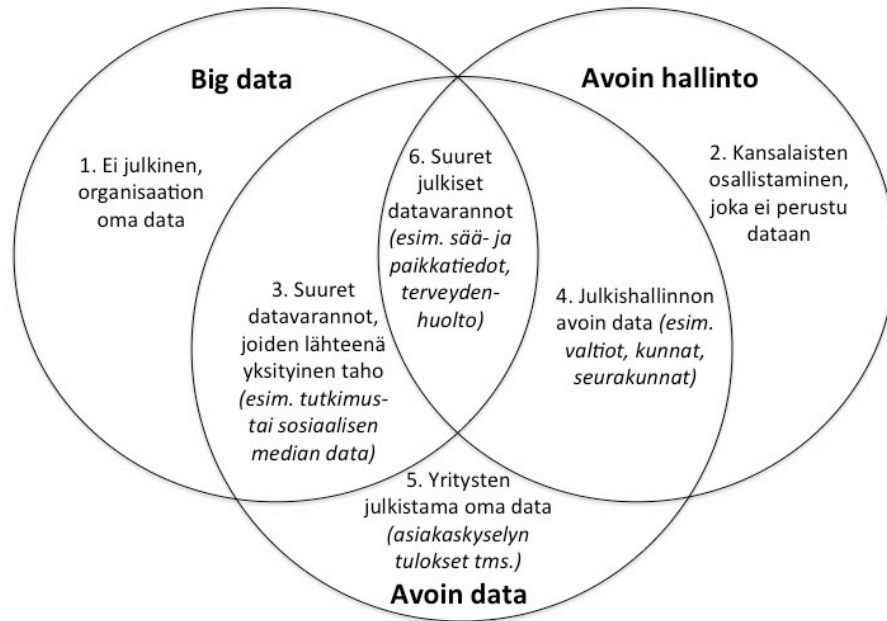 Big data
Avoin hallinto
1. Ei julkinen,
organisaation
oma data
6. Suuret
julkiset
datavarannot
(esim. sää- ja
paikkatiedot,
terveyden-
huolto)
2. Kansalaisten
osallistaminen,
joka ei perustu
dataan
3. Suuret
datavarannot,
joiden lähteenä
yksityinen taho
(esim. tutkimus-
tai sosiaalisen
median data)
4. Julkishallinnon
avoin data (esim.
valtiot, kunnat,
seurakunnat)
5. Yritysten
julkistama oma data
(asiakaskyselyn
tulokset tms.)
Avoin data